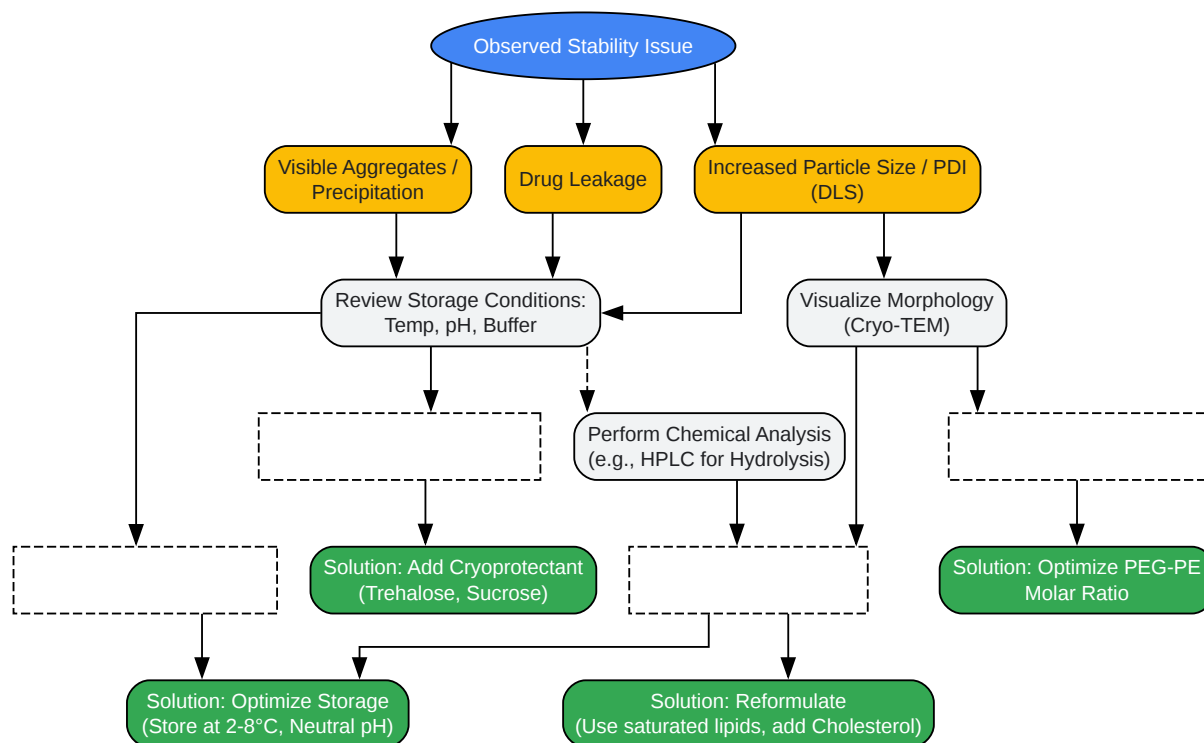 Observed Stability Issue
Visible Aggregates /
Precipitation
Drug Leakage
Increased Particle Size / PDI
(DLS)
Review Storage Conditions:
Temp, pH, Buffer
Visualize Morphology
(Cryo-TEM)
Perform Chemical Analysis
(e.g., HPLC for Hydrolysis)
Solution: Add Cryoprotectant
(Trehalose, Sucrose)
Solution: Optimize PEG-PE
Molar Ratio
Solution: Optimize Storage
(Store at 2-8°C, Neutral pH)
Solution: Reformulate
(Use saturated lipids, add Cholesterol)